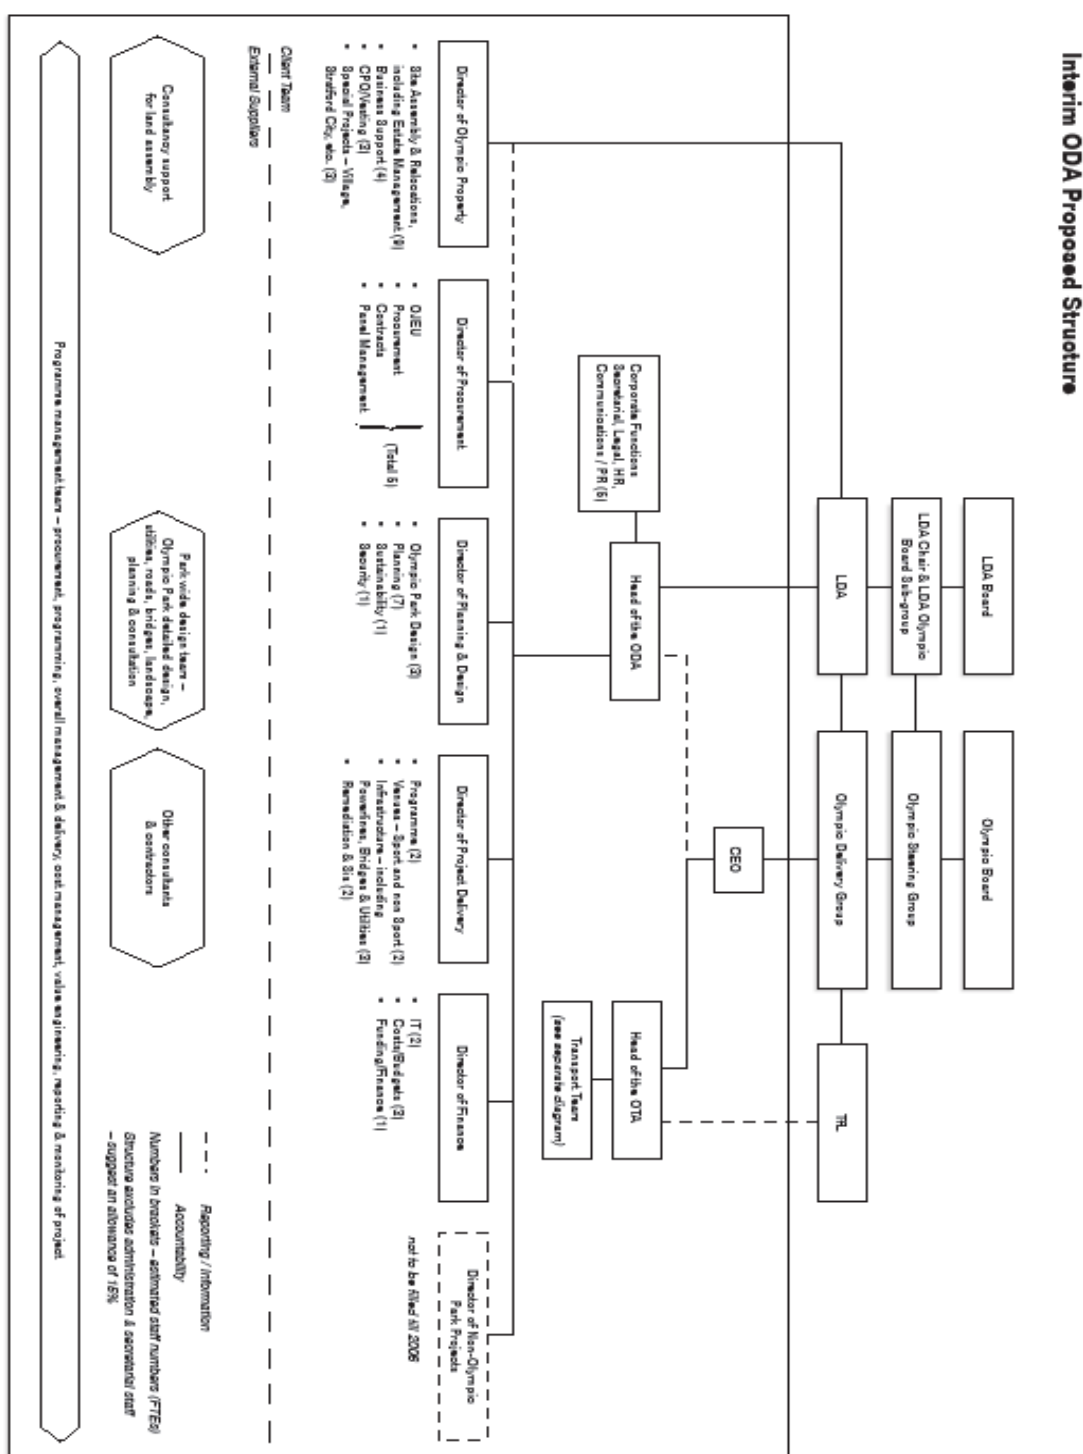 Interim ODA Proposed Structure
LDA Board
Olympic Board
LDA Chair & LDA Olympic
Board Sub-group
Olympic Steering Group
LDA
Olympic Delivery Group
TfL
CEO
Corporate Functions
Secretarial, Legal, HR,
Communications / PR (5)
Head of the ODA
Head of the OTA
Transport Team
(see separate diagram)
Director of Olympic Property
Director of Procurement
Director of Planning & Design
Director of Project Delivery
Director of Finance
Director of Non-Olympic
Park Projects
• Site Assembly & Relocations,
including Estate Management (9)
• Business Support (4)
• CPO/Vesting (3)
• Special Projects – Village,
Stratford City, etc. (3)
• OJEU
• Procurement
• Contracts
• Panel Management
(Total 5)
• Olympic Park Design (3)
• Planning (7)
• Sustainability (1)
• Security (1)
• Programme (2)
• Venues – Sport and non Sport (2)
• Infrastructure – including
Powerlines, Bridges & Utilities (3)
• Remediation & SIs (2)
• IT (2)
• Costs/Budgets (3)
• Funding/Finance (1)
not to be filled till 2006
Client Team
External Suppliers
Consultancy support
for land assembly
Park wide design team –
Olympic Park detailed design,
utilities, roads, bridges, landscape,
planning & consultation
Other consultants
& contractors
Reporting / Information
Accountability
Numbers in brackets – estimated staff numbers (FTEs)
Structure excludes administration & secretarial staff
– suggest an allowance of 15%
Programme management team – procurement, programming, overall management & delivery, cost management, value engineering, reporting & monitoring of project